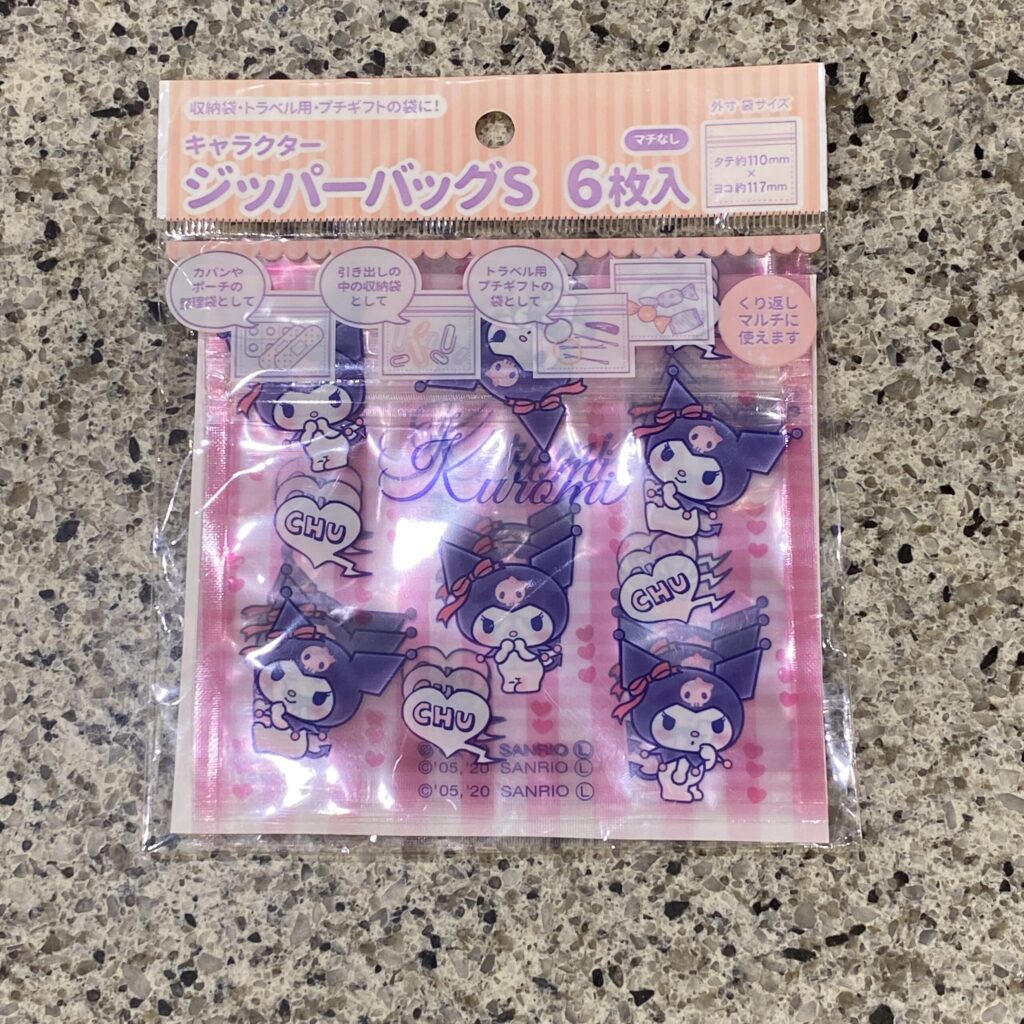 収納袋・トラベル用・プチギフトの袋に!
キャラクター
ジッパーバッグS 6枚入
マチなし
外寸 袋サイズ
タテ約110mm
×
ヨコ約117mm
カバンや
ポーチの
整理袋として
引き出しの
中の収納袋
として
トラベル用
プチギフトの
袋として
くり返し
マルチに
使えます
Kuromi
CHU
CHU
CHU
SANRIO Ⓛ
©'05,'20 SANRIO Ⓛ
©'05,'20 SANRIO Ⓛ